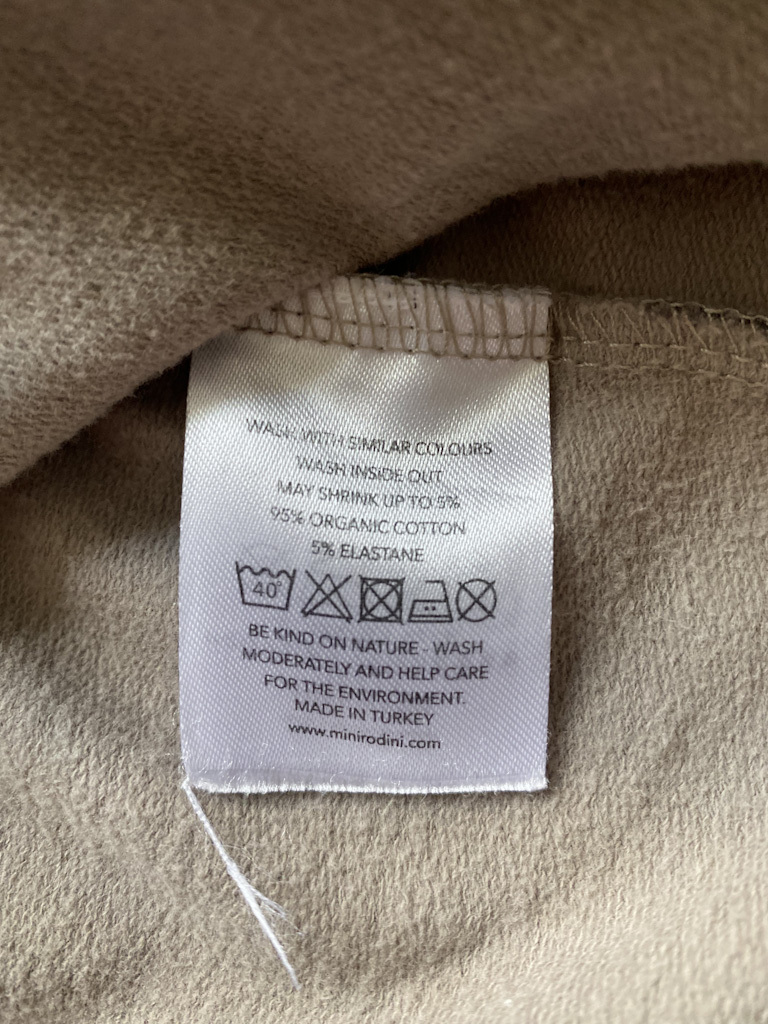 WASH WITH SIMILAR COLOURS
WASH INSIDE OUT
MAY SHRINK UP TO 5%
95% ORGANIC COTTON
5% ELASTANE
40°
BE KIND ON NATURE - WASH
MODERATELY AND HELP CARE
FOR THE ENVIRONMENT.
MADE IN TURKEY
www.minirodini.com